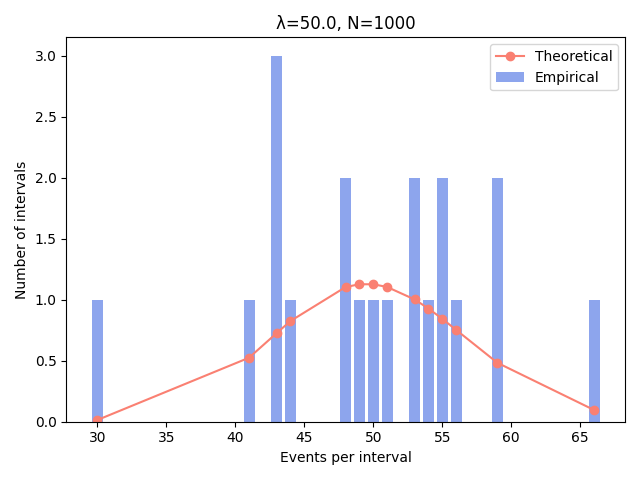 λ=50.0, N=1000
Theoretical
Empirical
Number of intervals
3.0
2.5
2.0
1.5
1.0
0.5
0.0
30 35 40 45 50 55 60 65
Events per interval